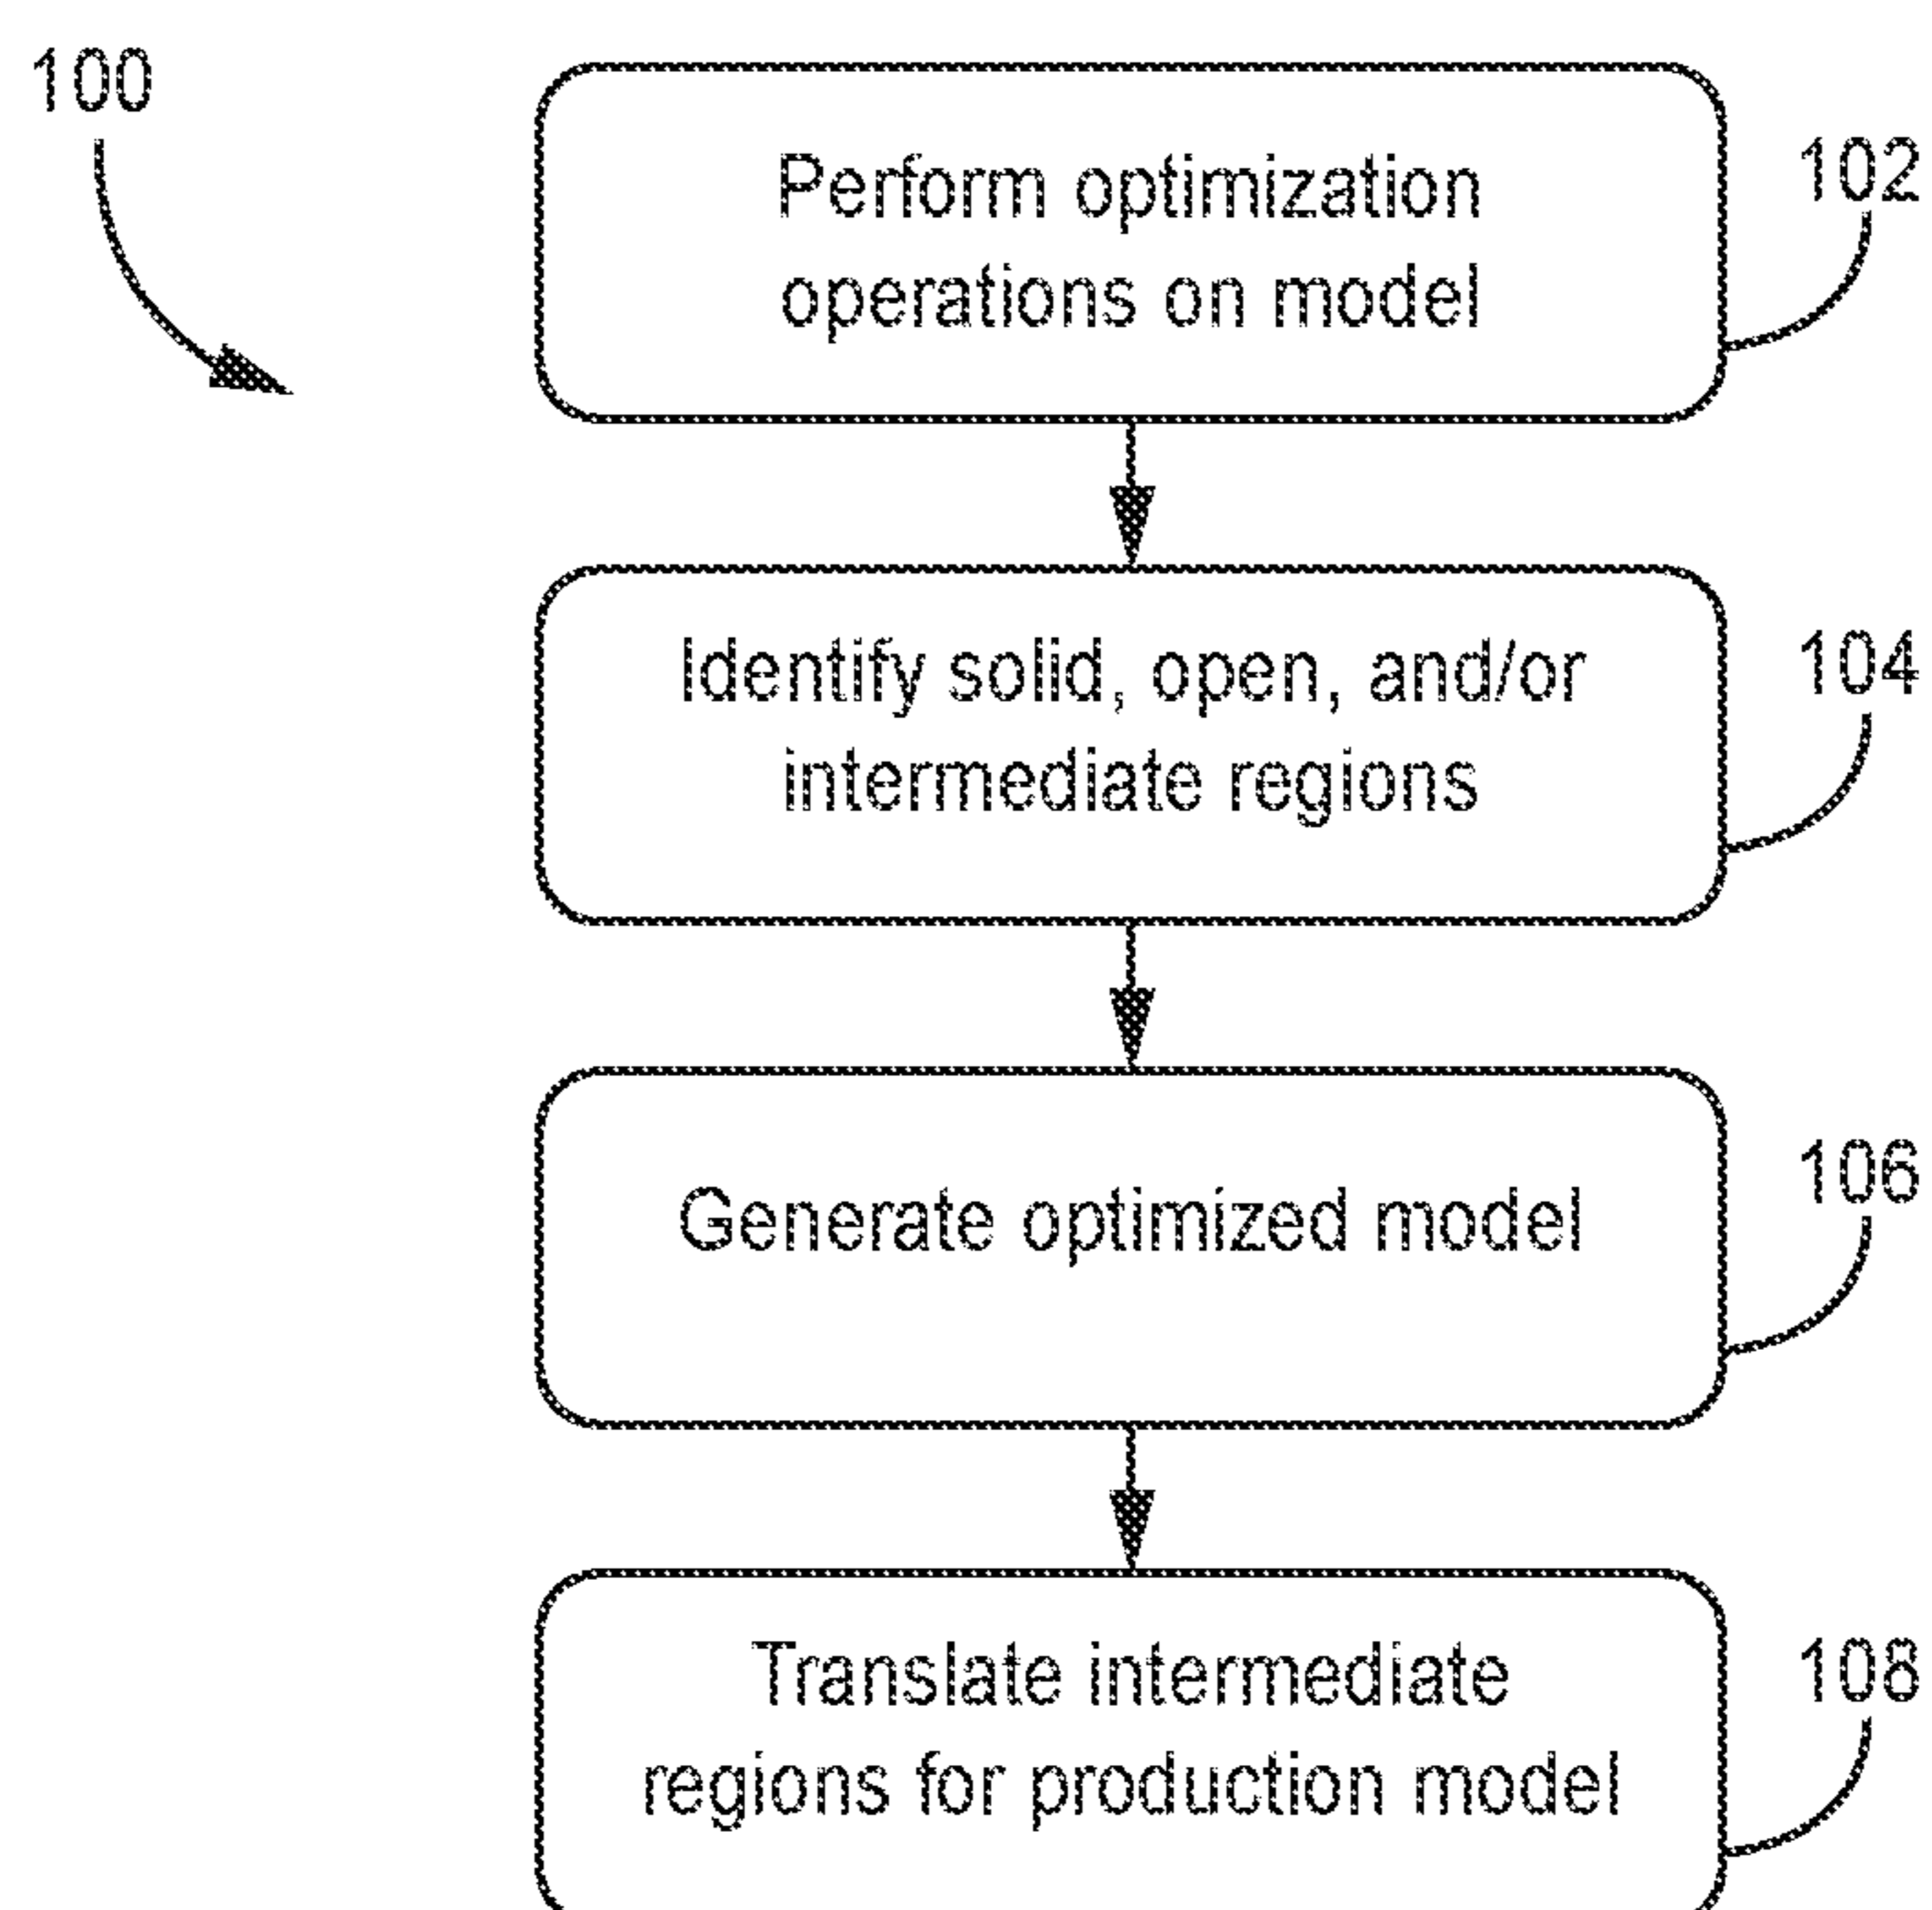 100
Perform optimization
operations on model
102
Identify solid, open, and/or
intermediate regions
104
Generate optimized model
106
Translate intermediate
regions for production model
108